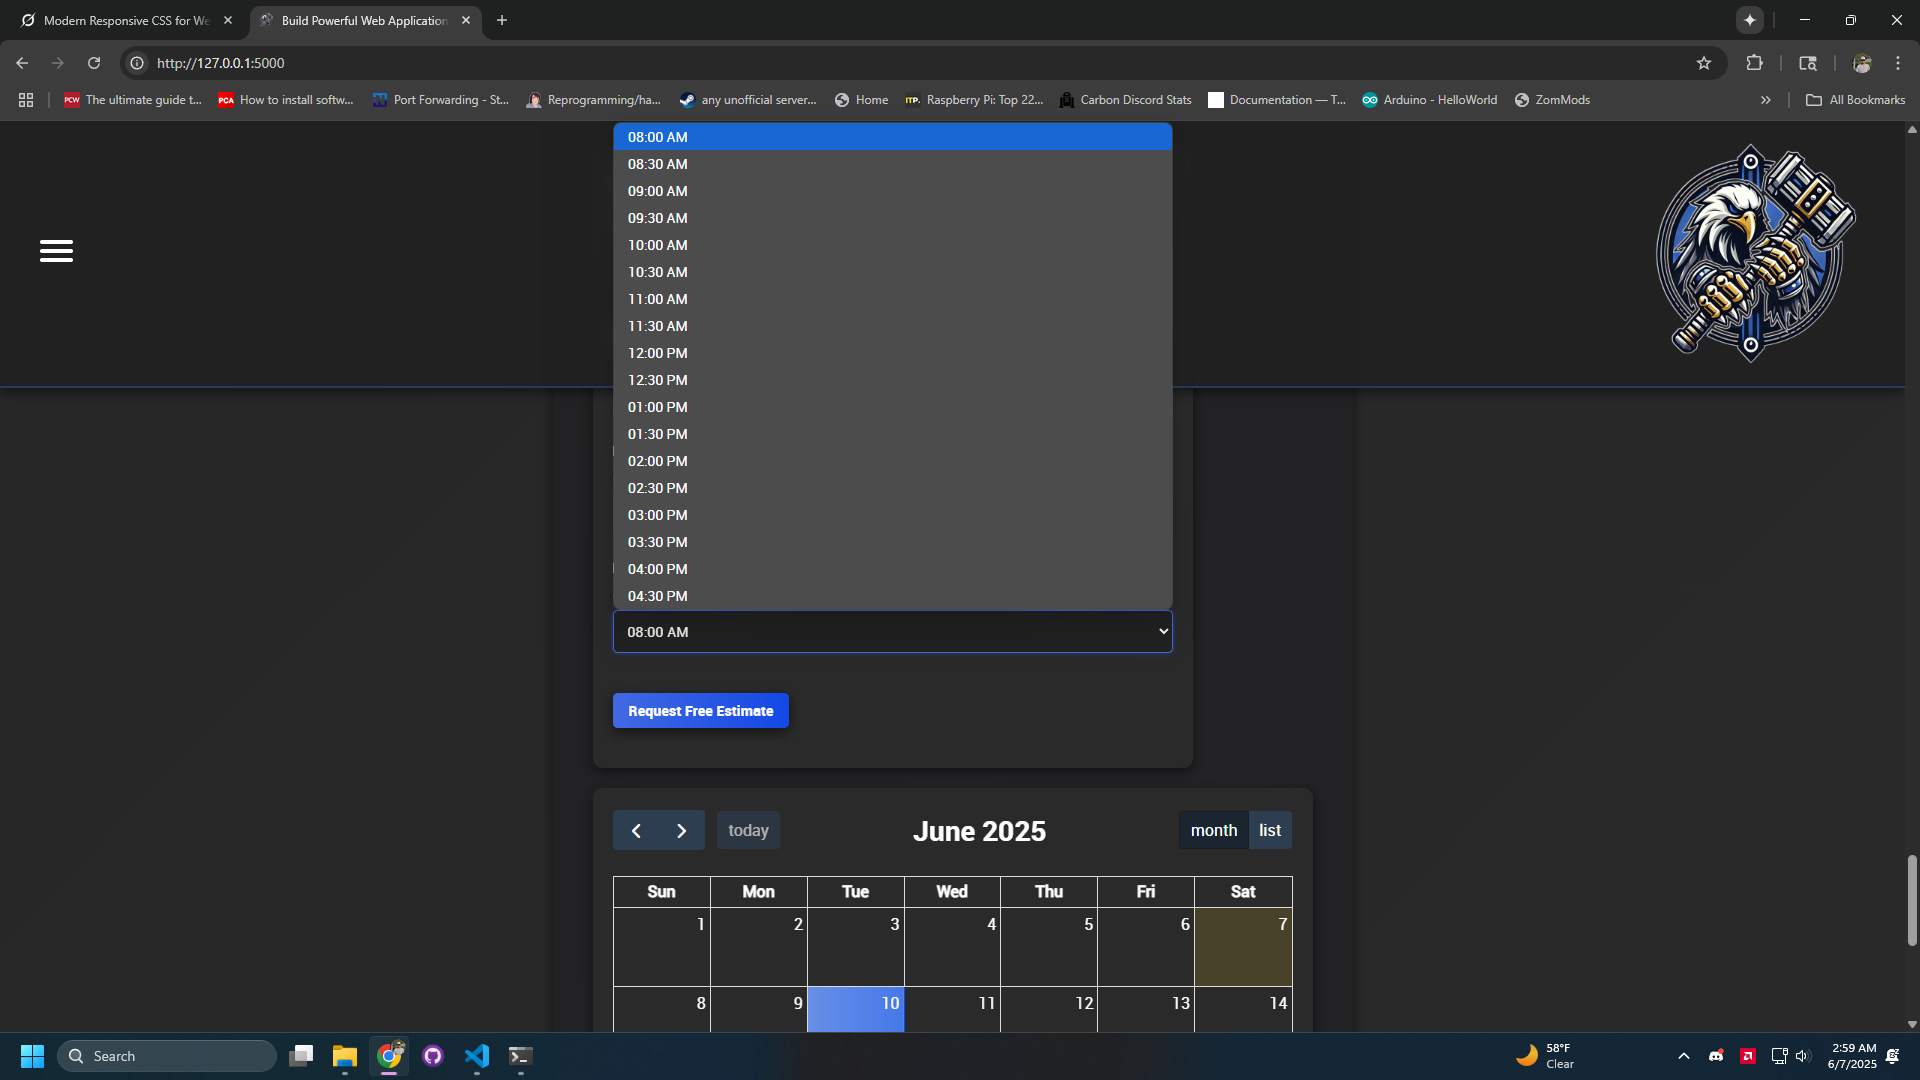 Modern Responsive CSS for We
Build Powerful Web Application
http://127.0.0.1:5000
PCW The ultimate guide t...
PCA How to install softw...
Port Forwarding - St...
Reprogramming/ha...
any unofficial server...
Home
ITP. Raspberry Pi: Top 22...
Carbon Discord Stats
Documentation — T...
Arduino - HelloWorld
ZomMods
All Bookmarks
08:00 AM
08:30 AM
09:00 AM
09:30 AM
10:00 AM
10:30 AM
11:00 AM
11:30 AM
12:00 PM
12:30 PM
01:00 PM
01:30 PM
02:00 PM
02:30 PM
03:00 PM
03:30 PM
04:00 PM
04:30 PM
08:00 AM
Request Free Estimate
today
June 2025
month list
Sun Mon Tue Wed Thu Fri Sat
1 2 3 4 5 6 7
8 9 10 11 12 13 14
Search
58°F
Clear
2:59 AM
6/7/2025